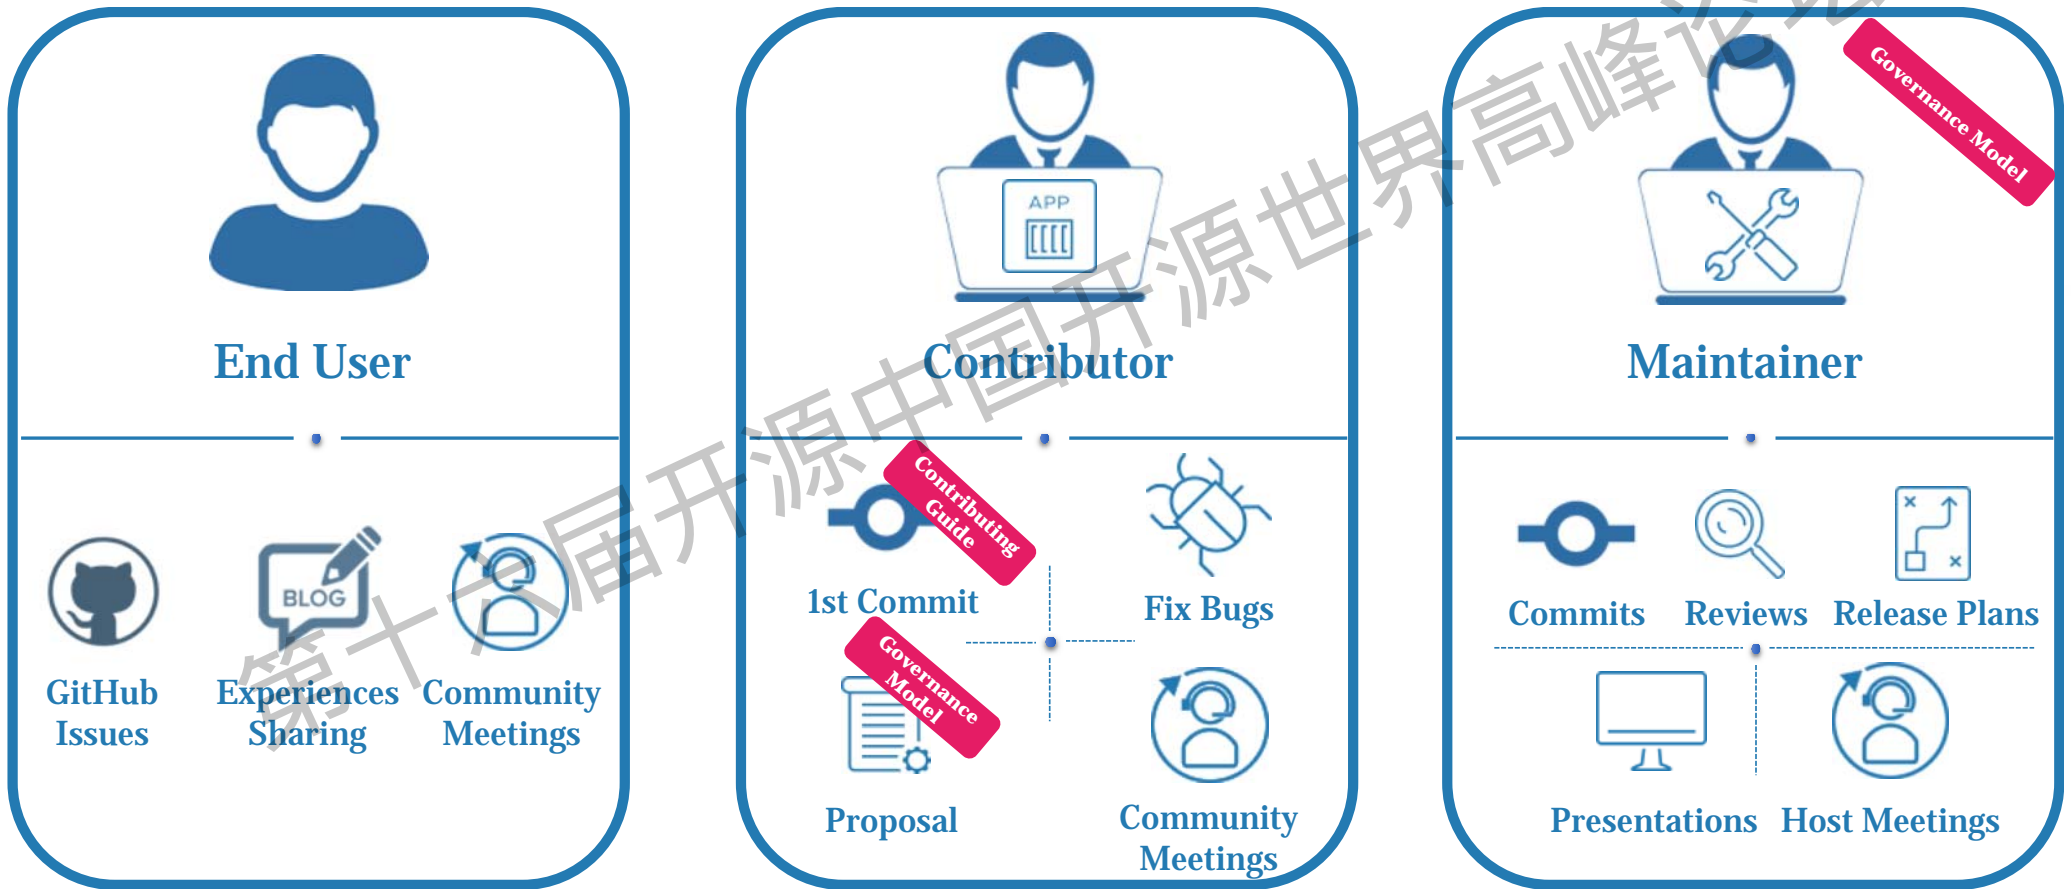 End User
BLOG
GitHub
Issues
Experiences
Sharing
Community
Meetings
APP
Contributor
Contributing
Guide
1st Commit
Fix Bugs
Governance
Model
Proposal
Community
Meetings
Governance Model
Maintainer
Commits
Reviews
Release Plans
Presentations
Host Meetings
第十六届开源中国开源世界高峰论坛